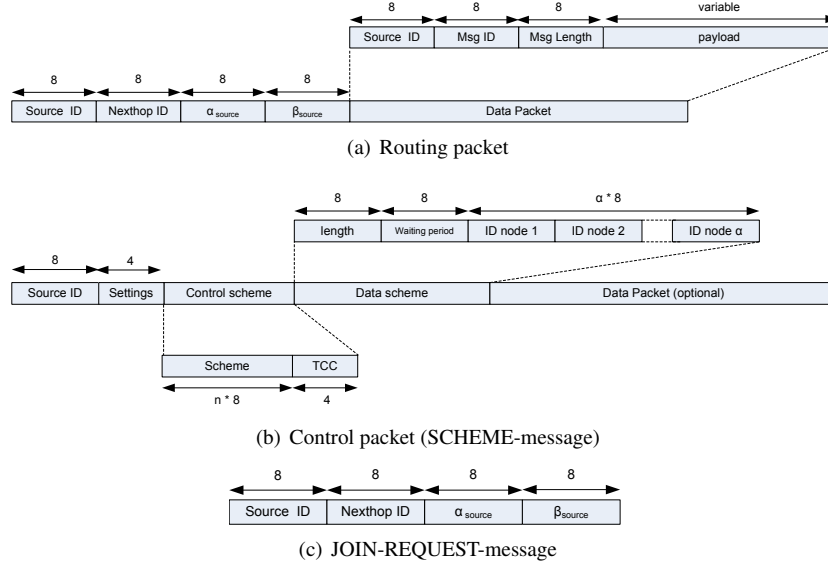 8 8 8 variable
Source ID Msg ID Msg Length payload
8 8 8 8
Source ID Nexthop ID α source β source Data Packet
(a) Routing packet
8 8 α * 8
length Waiting period ID node 1 ID node 2 ID node α
8 4
Source ID Settings Control scheme Data scheme Data Packet (optional)
Scheme TCC
n * 8 4
(b) Control packet (SCHEME-message)
8 8 8 8
Source ID Nexthop ID α source β source
(c) JOIN-REQUEST-message